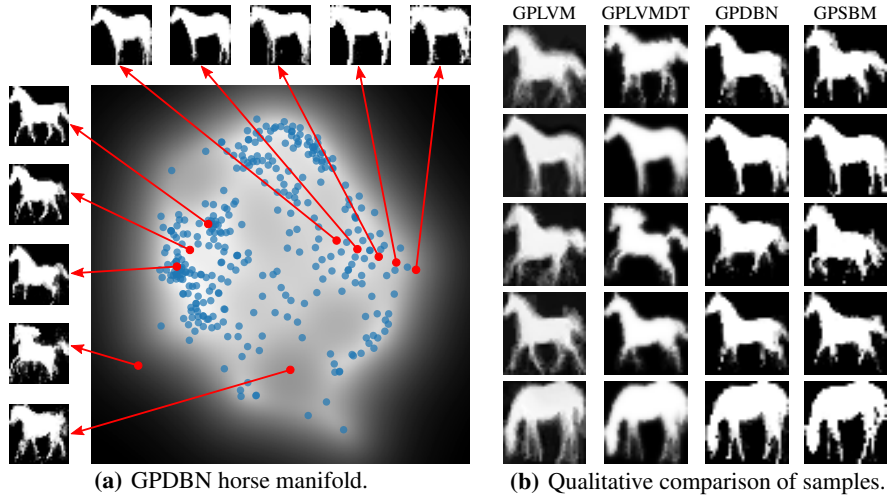 GPLVM GPLVMDT GPDBN GPSBM
(a) GPDBN horse manifold.
(b) Qualitative comparison of samples.